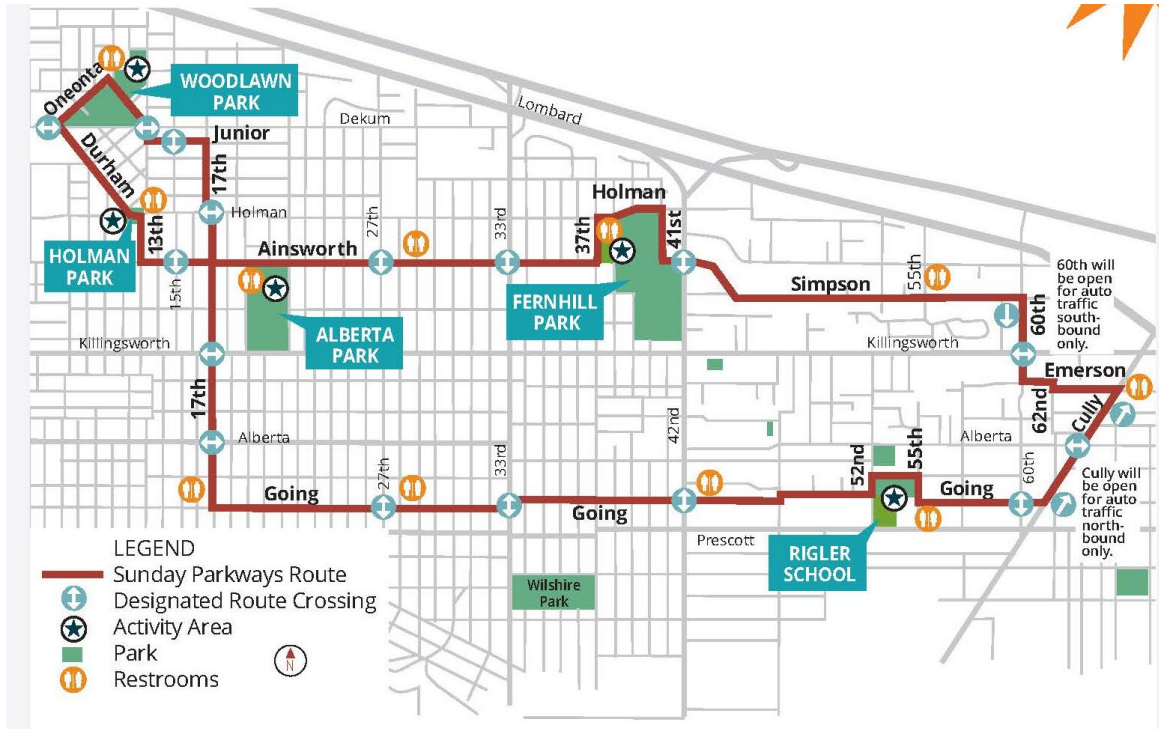 Oneonta
WOODLAWN
PARK
Lombard
Dekum
Junior
Durham
17th
Holman
Holman
13th
HOLMAN
PARK
Ainsworth
27th
33rd
37th
41st
15th
FERNHILL
PARK
Simpson
55th
60th will
be open
for auto
traffic
south-
bound
only.
60th
ALBERTA
PARK
Killingsworth
Killingsworth
Emerson
17th
62nd
Cully
Alberta
Alberta
42nd
52nd
55th
27th
33rd
60th
Going
Going
Going
Cully will
be open
for auto
traffic
north-
bound
only.
Prescott
RIGLER
SCHOOL
Wilshire
Park
LEGEND
Sunday Parkways Route
Designated Route Crossing
Activity Area
Park
Restrooms
N